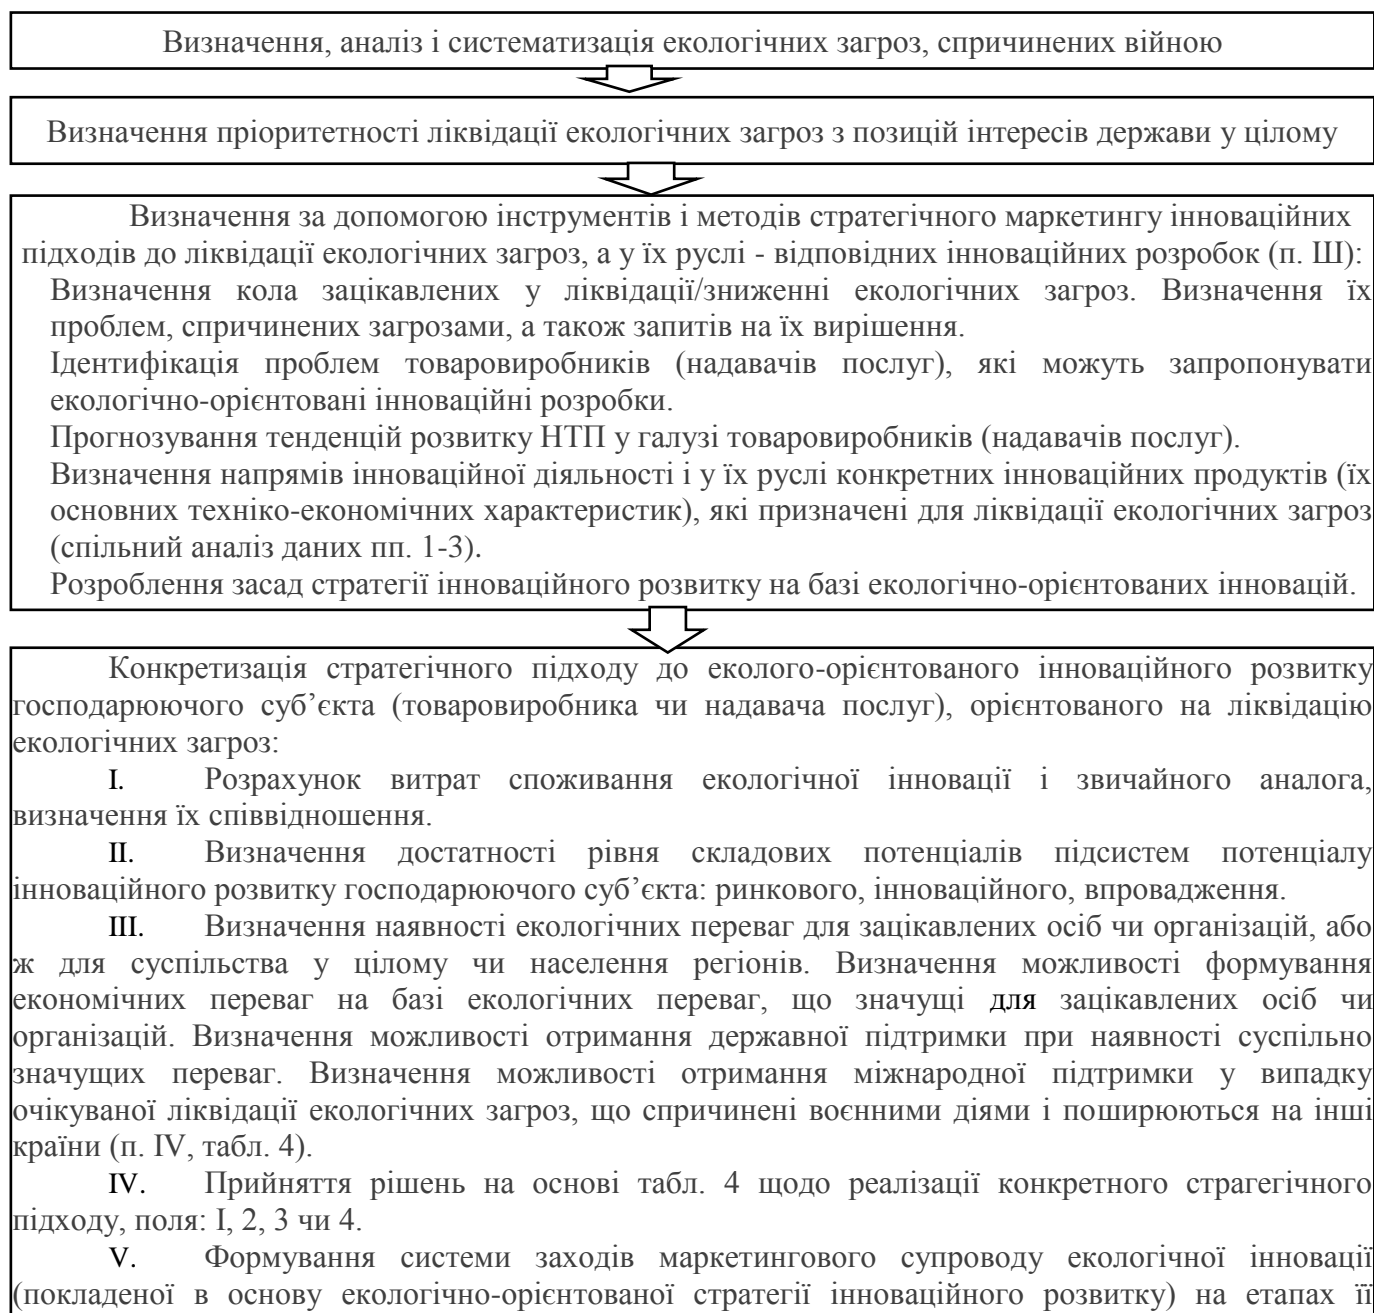 Визначення, аналіз і систематизація екологічних загроз, спричинених війною
Визначення пріоритетності ліквідації екологічних загроз з позицій інтересів держави у цілому
Визначення за допомогою інструментів і методів стратегічного маркетингу інноваційних
підходів до ліквідації екологічних загроз, а у їх руслі - відповідних інноваційних розробок (п. Ш):
Визначення кола зацікавлених у ліквідації/зниженні екологічних загроз. Визначення їх
проблем, спричинених загрозами, а також запитів на їх вирішення.
Ідентифікація проблем товаровиробників (надавачів послуг), які можуть запропонувати
екологічно-орієнтовані інноваційні розробки.
Прогнозування тенденцій розвитку НТП у галузі товаровиробників (надавачів послуг).
Визначення напрямів інноваційної діяльності і у їх руслі конкретних інноваційних продуктів (їх
основних техніко-економічних характеристик), які призначені для ліквідації екологічних загроз
(спільний аналіз даних пп. 1-3).
Розроблення засад стратегії інноваційного розвитку на базі екологічно-орієнтованих інновацій.
Конкретизація стратегічного підходу до еколого-орієнтованого інноваційного розвитку
господарюючого суб’єкта (товаровиробника чи надавача послуг), орієнтованого на ліквідацію
екологічних загроз:
I. Розрахунок витрат споживання екологічної інновації і звичайного аналога,
визначення їх співвідношення.
II. Визначення достатності рівня складових потенціалів підсистем потенціалу
інноваційного розвитку господарюючого суб’єкта: ринкового, інноваційного, впровадження.
III. Визначення наявності екологічних переваг для зацікавлених осіб чи організацій, або
ж для суспільства у цілому чи населення регіонів. Визначення можливості формування
економічних переваг на базі екологічних переваг, що значущі для зацікавлених осіб чи
організацій. Визначення можливості отримання державної підтримки при наявності суспільно
значущих переваг. Визначення можливості отримання міжнародної підтримки у випадку
очікуваної ліквідації екологічних загроз, що спричинені воєнними діями і поширюються на інші
країни (п. IV, табл. 4).
IV. Прийняття рішень на основі табл. 4 щодо реалізації конкретного страгегічного
підходу, поля: I, 2, 3 чи 4.
V. Формування системи заходів маркетингового супроводу екологічної інновації
(покладеної в основу екологічно-орієнтованої стратегії інноваційного розвитку) на етапах її